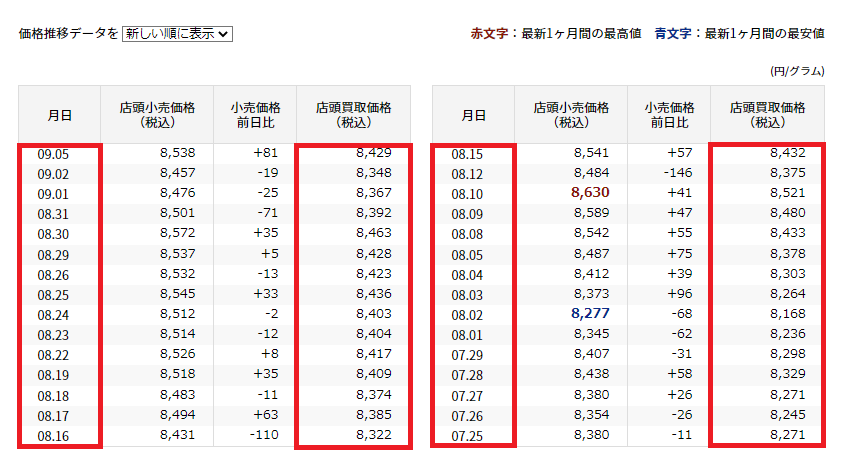 価格推移データを 新しい順に表示
赤文字：最新1ヶ月間の最高値 青文字：最新1ヶ月間の最安値
(円/グラム)
月日 店頭小売価格（税込） 小売価格前日比 店頭買取価格（税込）
09.05 8,538 +81 8,429
09.02 8,457 -19 8,348
09.01 8,476 -25 8,367
08.31 8,501 -71 8,392
08.30 8,572 +35 8,463
08.29 8,537 +5 8,428
08.26 8,532 -13 8,423
08.25 8,545 +33 8,436
08.24 8,512 -2 8,403
08.23 8,514 -12 8,404
08.22 8,526 +8 8,417
08.19 8,518 +35 8,409
08.18 8,483 -11 8,374
08.17 8,494 +63 8,385
08.16 8,431 -110 8,322
月日 店頭小売価格（税込） 小売価格前日比 店頭買取価格（税込）
08.15 8,541 +57 8,432
08.12 8,484 -146 8,375
08.10 8,630 +41 8,521
08.09 8,589 +47 8,480
08.08 8,542 +55 8,433
08.05 8,487 +75 8,378
08.04 8,412 +39 8,303
08.03 8,373 +96 8,264
08.02 8,277 -68 8,168
08.01 8,345 -62 8,236
07.29 8,407 -31 8,298
07.28 8,438 +58 8,329
07.27 8,380 +26 8,271
07.26 8,354 -26 8,245
07.25 8,380 -11 8,271